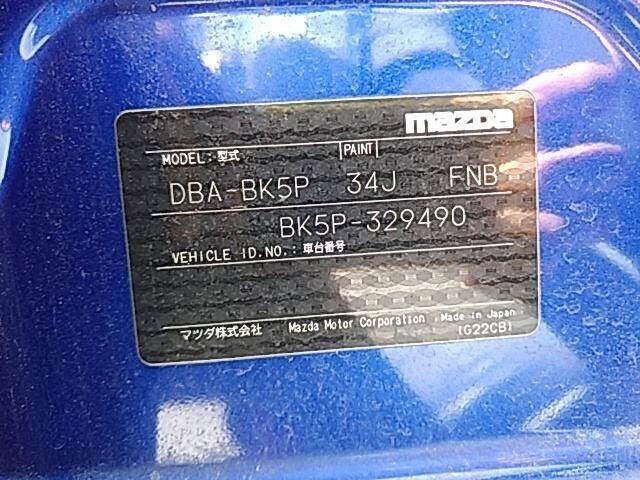 mazda
MODEL:型式 PAINT
DBA-BK5P 34J FNB
BK5P-329490
VEHICLE ID.NO.:車台番号
マツダ株式会社 Mazda Motor Corporation Made in Japan
(G22CB)